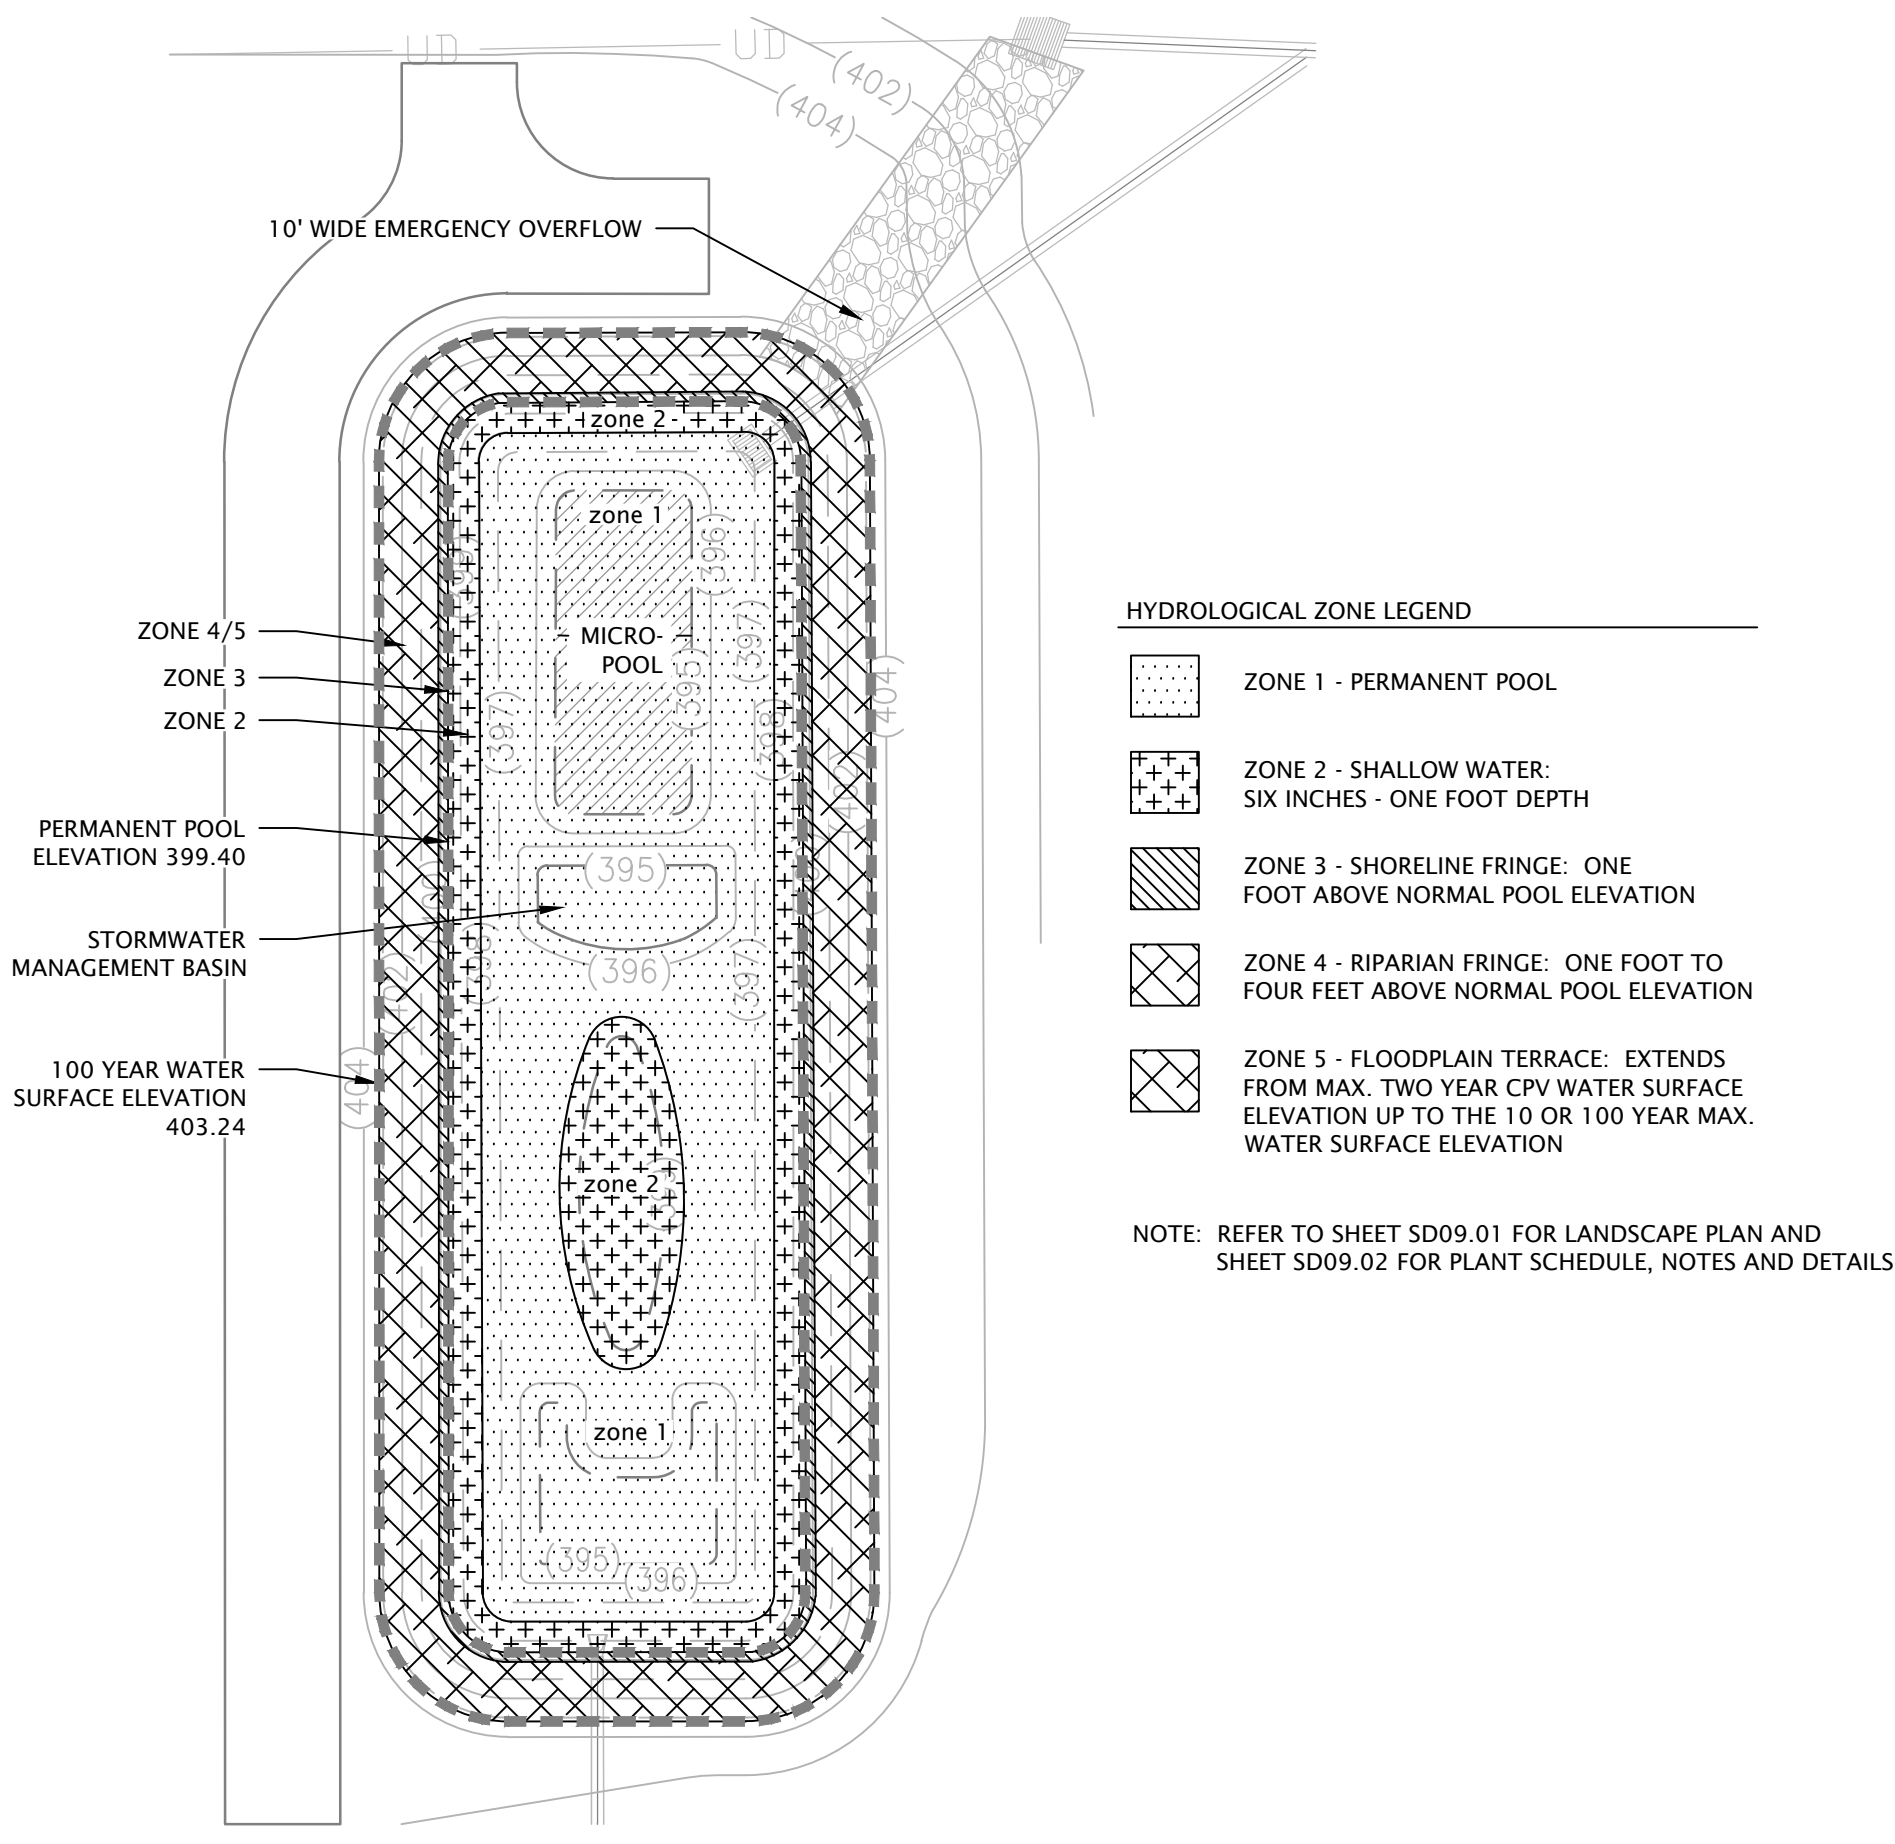 UD
UD
(402)
(404)
10' WIDE EMERGENCY OVERFLOW
zone 2
zone 1
(396)
(399)
ZONE 4/5
ZONE 3
ZONE 2
MICRO-
POOL
(395)
(397)
(397)
(398)
(404)
(402)
PERMANENT POOL
ELEVATION 399.40
(395)
STORMWATER
MANAGEMENT BASIN
(396)
(397)
(398)
(402)
100 YEAR WATER
SURFACE ELEVATION
403.24
(404)
zone 2
zone 1
(395)
(396)
HYDROLOGICAL ZONE LEGEND
ZONE 1 - PERMANENT POOL
ZONE 2 - SHALLOW WATER:
SIX INCHES - ONE FOOT DEPTH
ZONE 3 - SHORELINE FRINGE: ONE
FOOT ABOVE NORMAL POOL ELEVATION
ZONE 4 - RIPARIAN FRINGE: ONE FOOT TO
FOUR FEET ABOVE NORMAL POOL ELEVATION
ZONE 5 - FLOODPLAIN TERRACE: EXTENDS
FROM MAX. TWO YEAR CPV WATER SURFACE
ELEVATION UP TO THE 10 OR 100 YEAR MAX.
WATER SURFACE ELEVATION
NOTE: REFER TO SHEET SD09.01 FOR LANDSCAPE PLAN AND
SHEET SD09.02 FOR PLANT SCHEDULE, NOTES AND DETAILS